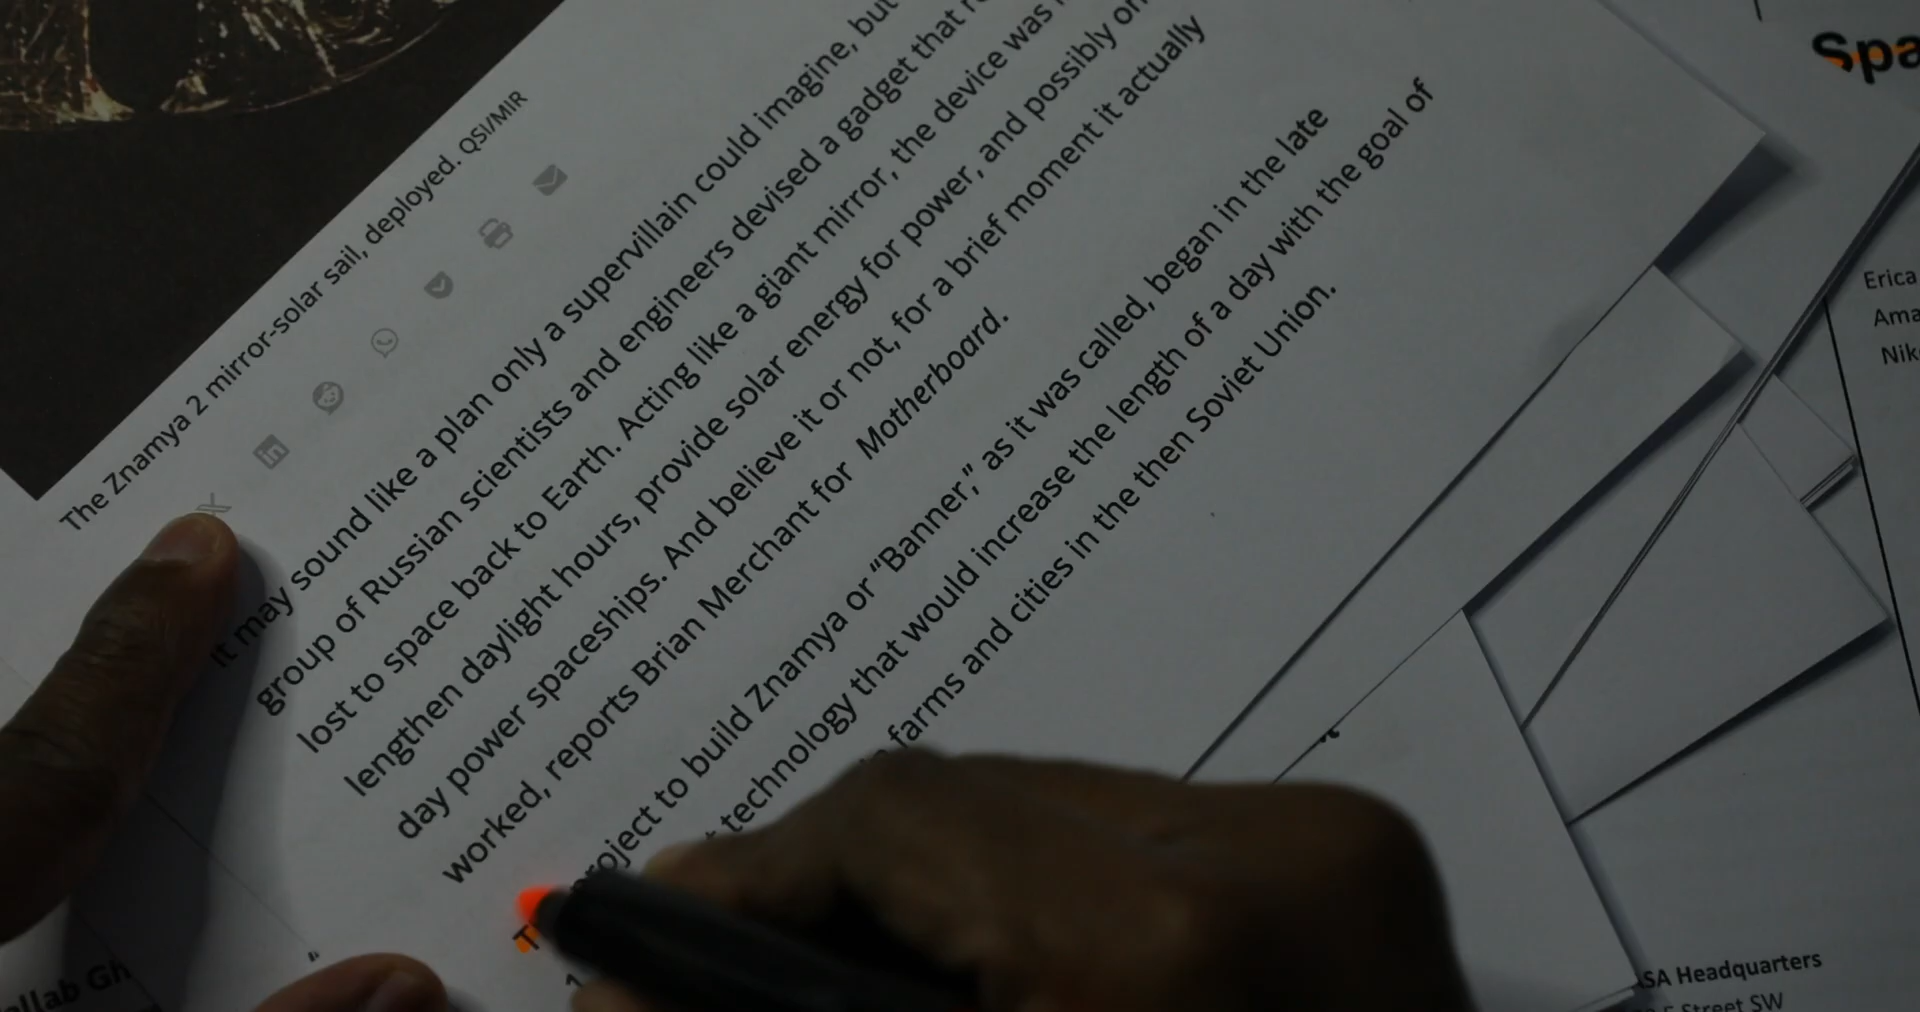 The Znamya 2 mirror-solar sail, deployed. QSI/MIR
in
It may sound like a plan only a supervillain could imagine, but
group of Russian scientists and engineers devised a gadget that
lost to space back to Earth. Acting like a giant mirror, the device was
lengthen daylight hours, provide solar energy for power, and possibly
day power spaceships. And believe it or not, for a brief moment it actually
worked, reports Brian Merchant for Motherboard.
project to build Znamya or “Banner,” as it was called, began in the late
technology that would increase the length of a day with the goal of
farms and cities in the then Soviet Union.
Spa
Erica
Ama
Nik
SA Headquarters
Street SW